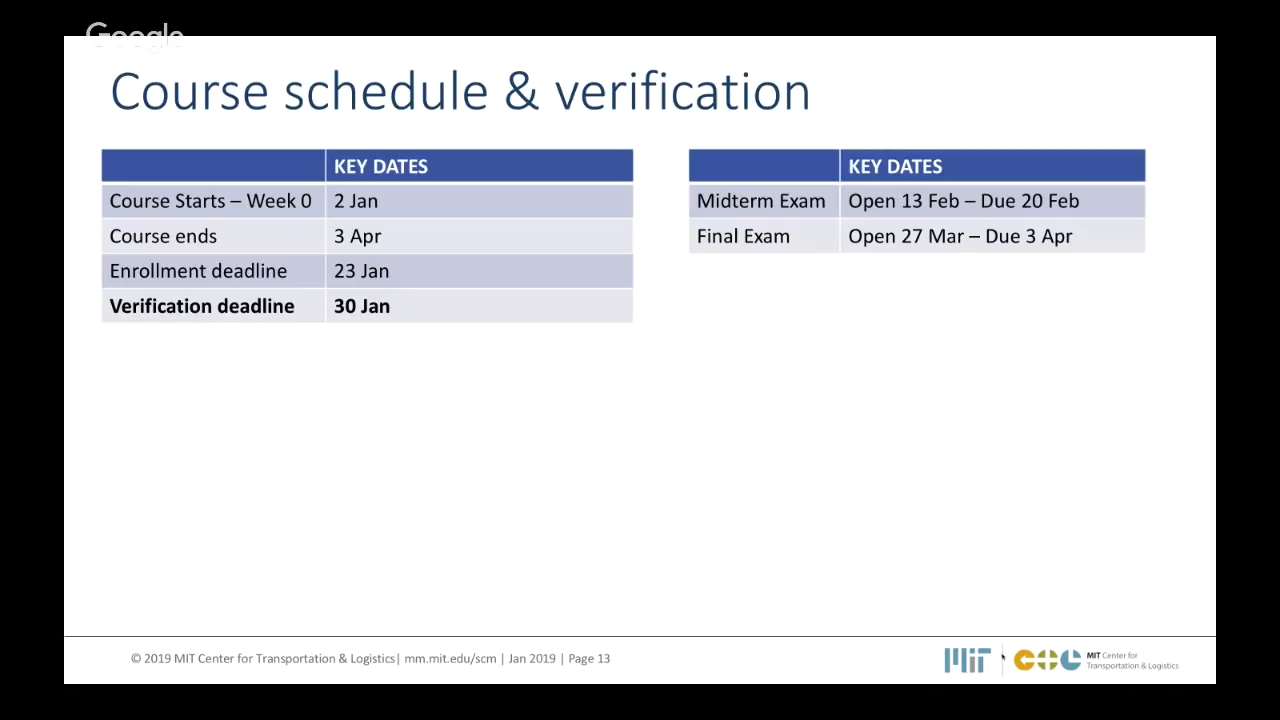 Google
Course schedule & verification
KEY DATES
Course Starts – Week 0 2 Jan
Course ends 3 Apr
Enrollment deadline 23 Jan
Verification deadline 30 Jan
KEY DATES
Midterm Exam Open 13 Feb – Due 20 Feb
Final Exam Open 27 Mar – Due 3 Apr
© 2019 MIT Center for Transportation & Logistics| mm.mit.edu/scm | Jan 2019 | Page 13
MiT
CTL
MIT Center for
Transportation & Logistics